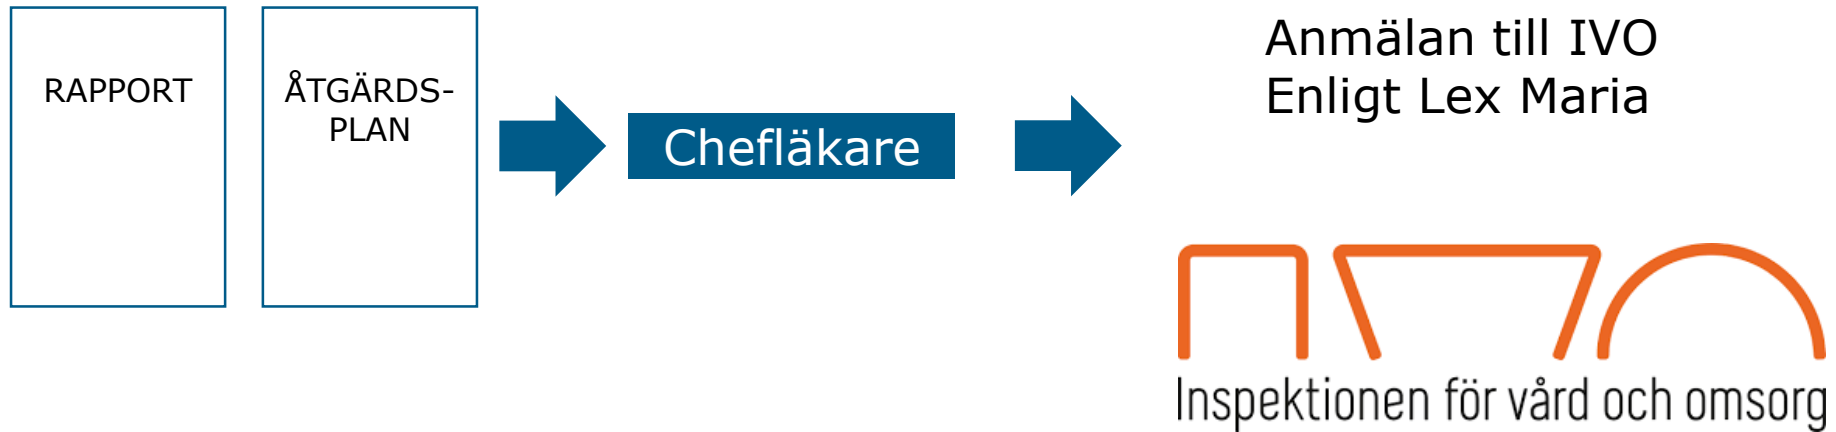 RAPPORT
ÅTGÄRDS-
PLAN
Chefläkare
Anmälan till IVO
Enligt Lex Maria
Inspektionen för vård och omsorg